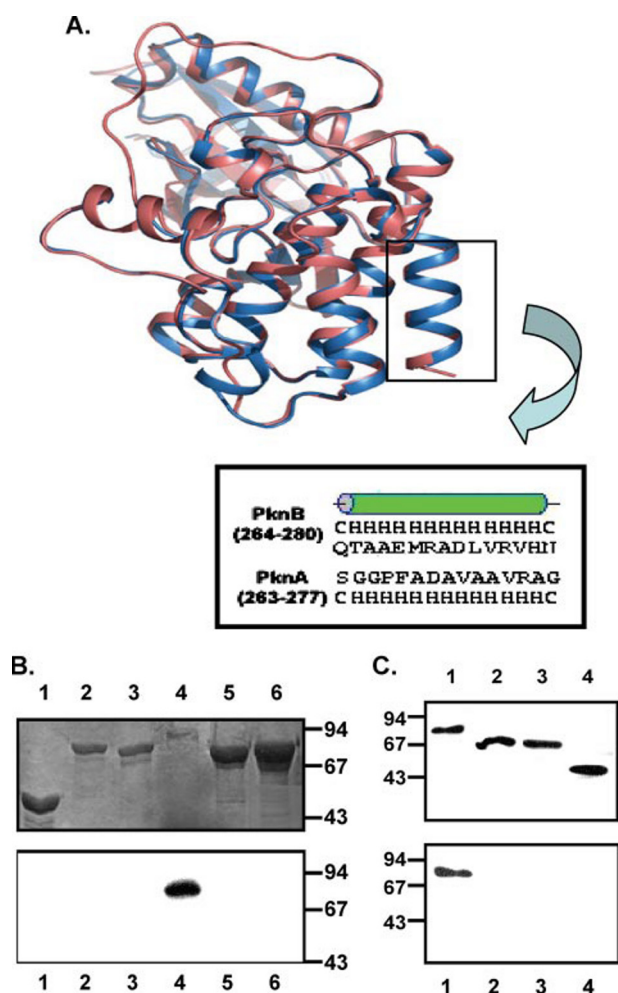 A.
PknB
(264-280)
CHHHHHHHHHHHHHHHC
QTAAEMRADLVRVHN
PknA
(263-277)
SGGPFADAVAAVRAG
CHHHHHHHHHHHHHC
B.
1 2 3 4 5 6
94
67
43
94
67
43
1 2 3 4 5 6
C.
1 2 3 4
94
67
43
94
67
43
1 2 3 4